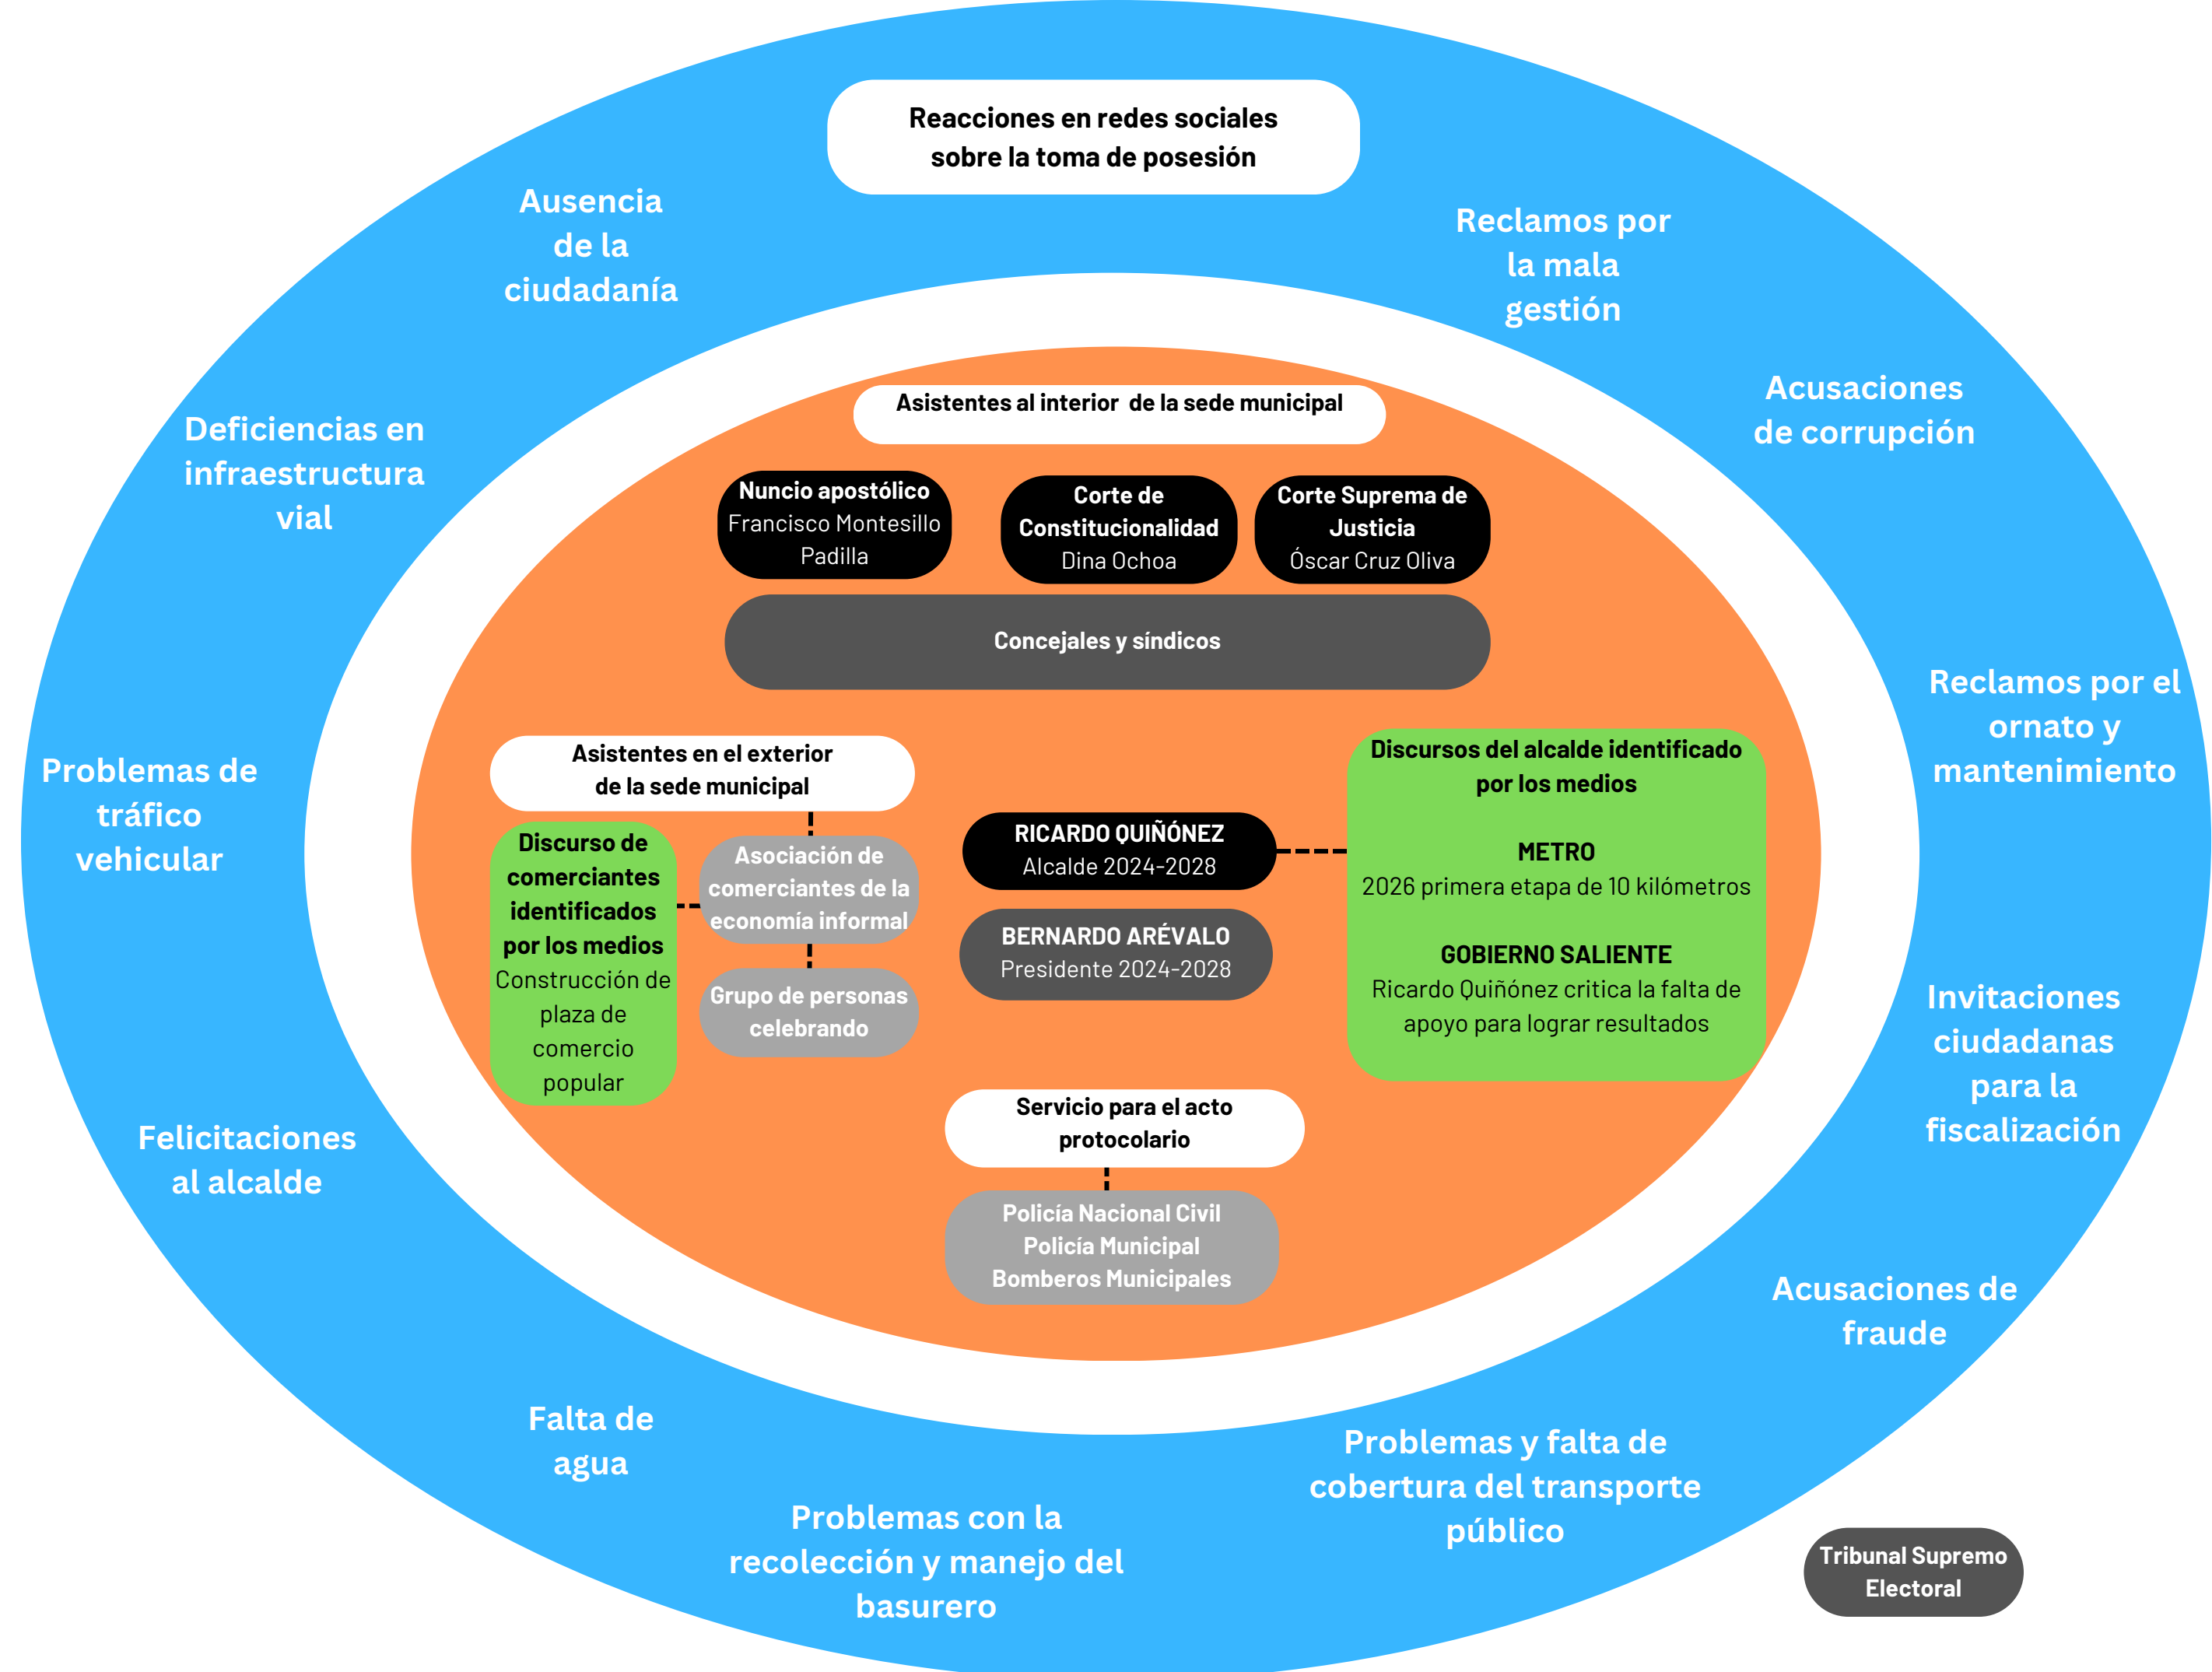 Reacciones en redes sociales
sobre la toma de posesión
Ausencia
de la
ciudadanía
Reclamos por
la mala
gestión
Acusaciones
de corrupción
Deficiencias en
infraestructura
vial
Asistentes al interior de la sede municipal
Nuncio apostólico
Francisco Montesillo
Padilla
Corte de
Constitucionalidad
Dina Ochoa
Corte Suprema de
Justicia
Óscar Cruz Oliva
Concejales y síndicos
Reclamos por el
ornato y
mantenimiento
Problemas de
tráfico
vehicular
Asistentes en el exterior
de la sede municipal
Discurso de
comerciantes
identificados
por los medios
Construcción de
plaza de
comercio
popular
Asociación de
comerciantes de la
economía informal
Grupo de personas
celebrando
RICARDO QUIÑÓNEZ
Alcalde 2024-2028
BERNARDO ARÉVALO
Presidente 2024-2028
Discursos del alcalde identificado
por los medios
METRO
2026 primera etapa de 10 kilómetros
GOBIERNO SALIENTE
Ricardo Quiñónez critica la falta de
apoyo para lograr resultados
Invitaciones
ciudadanas
para la
fiscalización
Servicio para el acto
protocolario
Policía Nacional Civil
Policía Municipal
Bomberos Municipales
Felicitaciones
al alcalde
Acusaciones de
fraude
Falta de
agua
Problemas con la
recolección y manejo del
basurero
Problemas y falta de
cobertura del transporte
público
Tribunal Supremo
Electoral